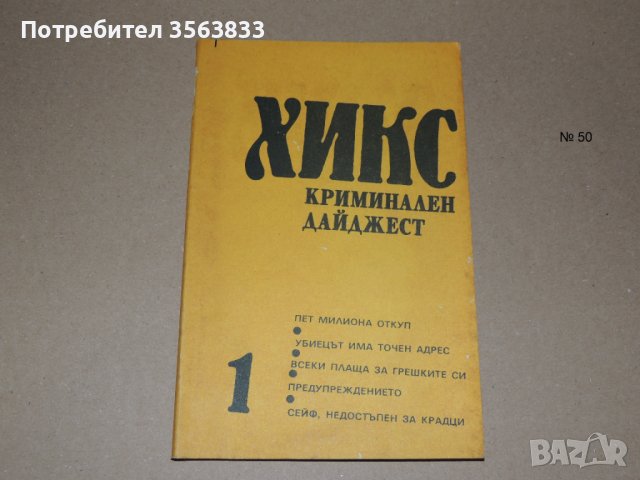 Потребител 3563833
ХИКС
КРИМИНАЛЕН
ДАЙДЖЕСТ
№ 50
ПЕТ МИЛИОНА ОТКУП
УБИЕЦЪТ ИМА ТОЧЕН АДРЕС
ВСЕКИ ПЛАЩА ЗА ГРЕШКИТЕ СИ
ПРЕДУПРЕЖДЕНИЕТО
СЕЙФ, НЕДОСТЪПЕН ЗА КРАДЦИ
1
BAZAR